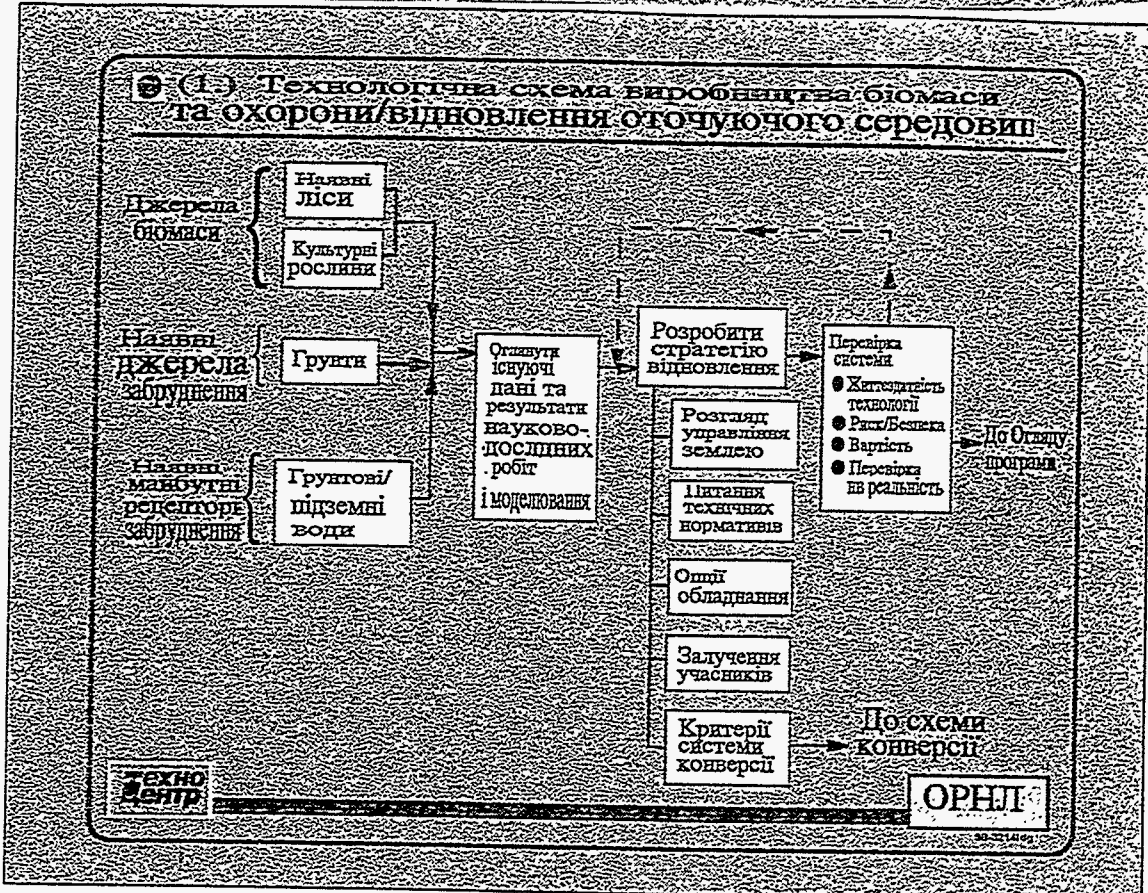 (1.) Технологічна схема виробництва біомаси
та охорони/відновлення оточуючого середовищ
Джерела
біомаси
Наявні
ліси
Культурні
рослини
Наявні
джерела
забруднення
Грунти
Наявні,
майбутні
рецептори
забруднення
Грунтові/
підземні
води
Оглянути
існуючі
дані та
результати
науково-
дослідних
робіт
і моделювання
Розробити
стратегію
відновлення
Розгляд
управління
землею
Питання
технічних
нормативів
Опції
обладнання
Залучення
учасників
Критерії
системи
конверсії
До схеми
конверсії
Перевірка
системи
● Життєздатність
технології
● Риск/Безпека
● Вартість
● Перевірка
на реальність
До Огляду
програми
ТЕХНО
ЦЕНТР
ОРНЛ